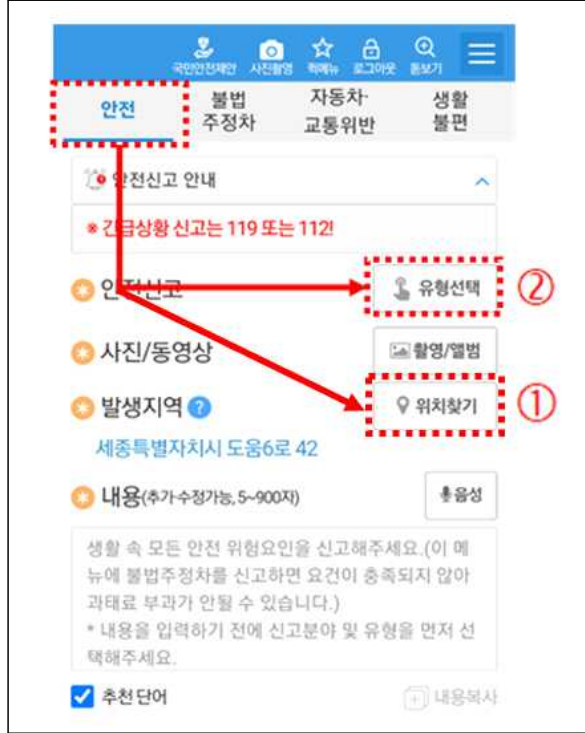 국민안전제안 사진촬영 퀵메뉴 로그아웃 돋보기
안전
불법
주정차
자동차·
교통위반
생활
불편
안전신고 안내
※ 긴급상황 신고는 119 또는 112!
안전신고
유형선택
②
사진/동영상
촬영/앨범
발생지역 ?
위치찾기
①
세종특별자치시 도움6로 42
내용(추가·수정가능, 5~900자)
음성
생활 속 모든 안전 위험요인을 신고해주세요.(이 메
뉴에 불법주정차를 신고하면 요건이 충족되지 않아
과태료 부과가 안될 수 있습니다.)
* 내용을 입력하기 전에 신고분야 및 유형을 먼저 선
택해주세요.
추천 단어
내용복사